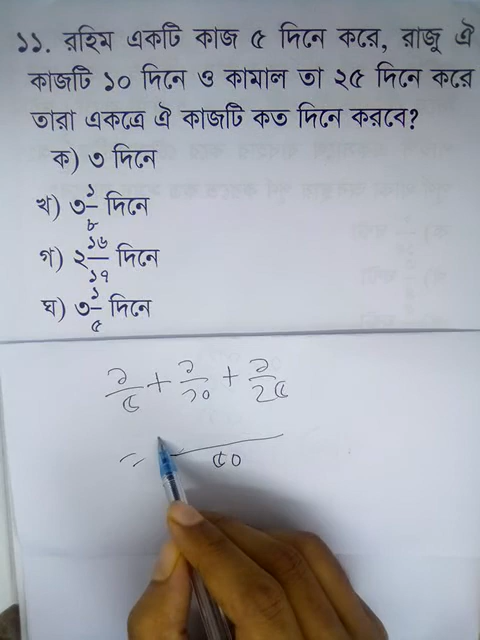 ১১. রহিম একটি কাজ ৫ দিনে করে, রাজু ঐ
কাজটি ১০ দিনে ও কামাল তা ২৫ দিনে করে
তারা একত্রে ঐ কাজটি কত দিনে করবে?
ক) ৩ দিনে
খ) ৩ ১/৮ দিনে
গ) ২ ১৬/১৭ দিনে
ঘ) ৩ ১/৫ দিনে
১/৫ + ১/১০ + ১/২৫
= /৫০